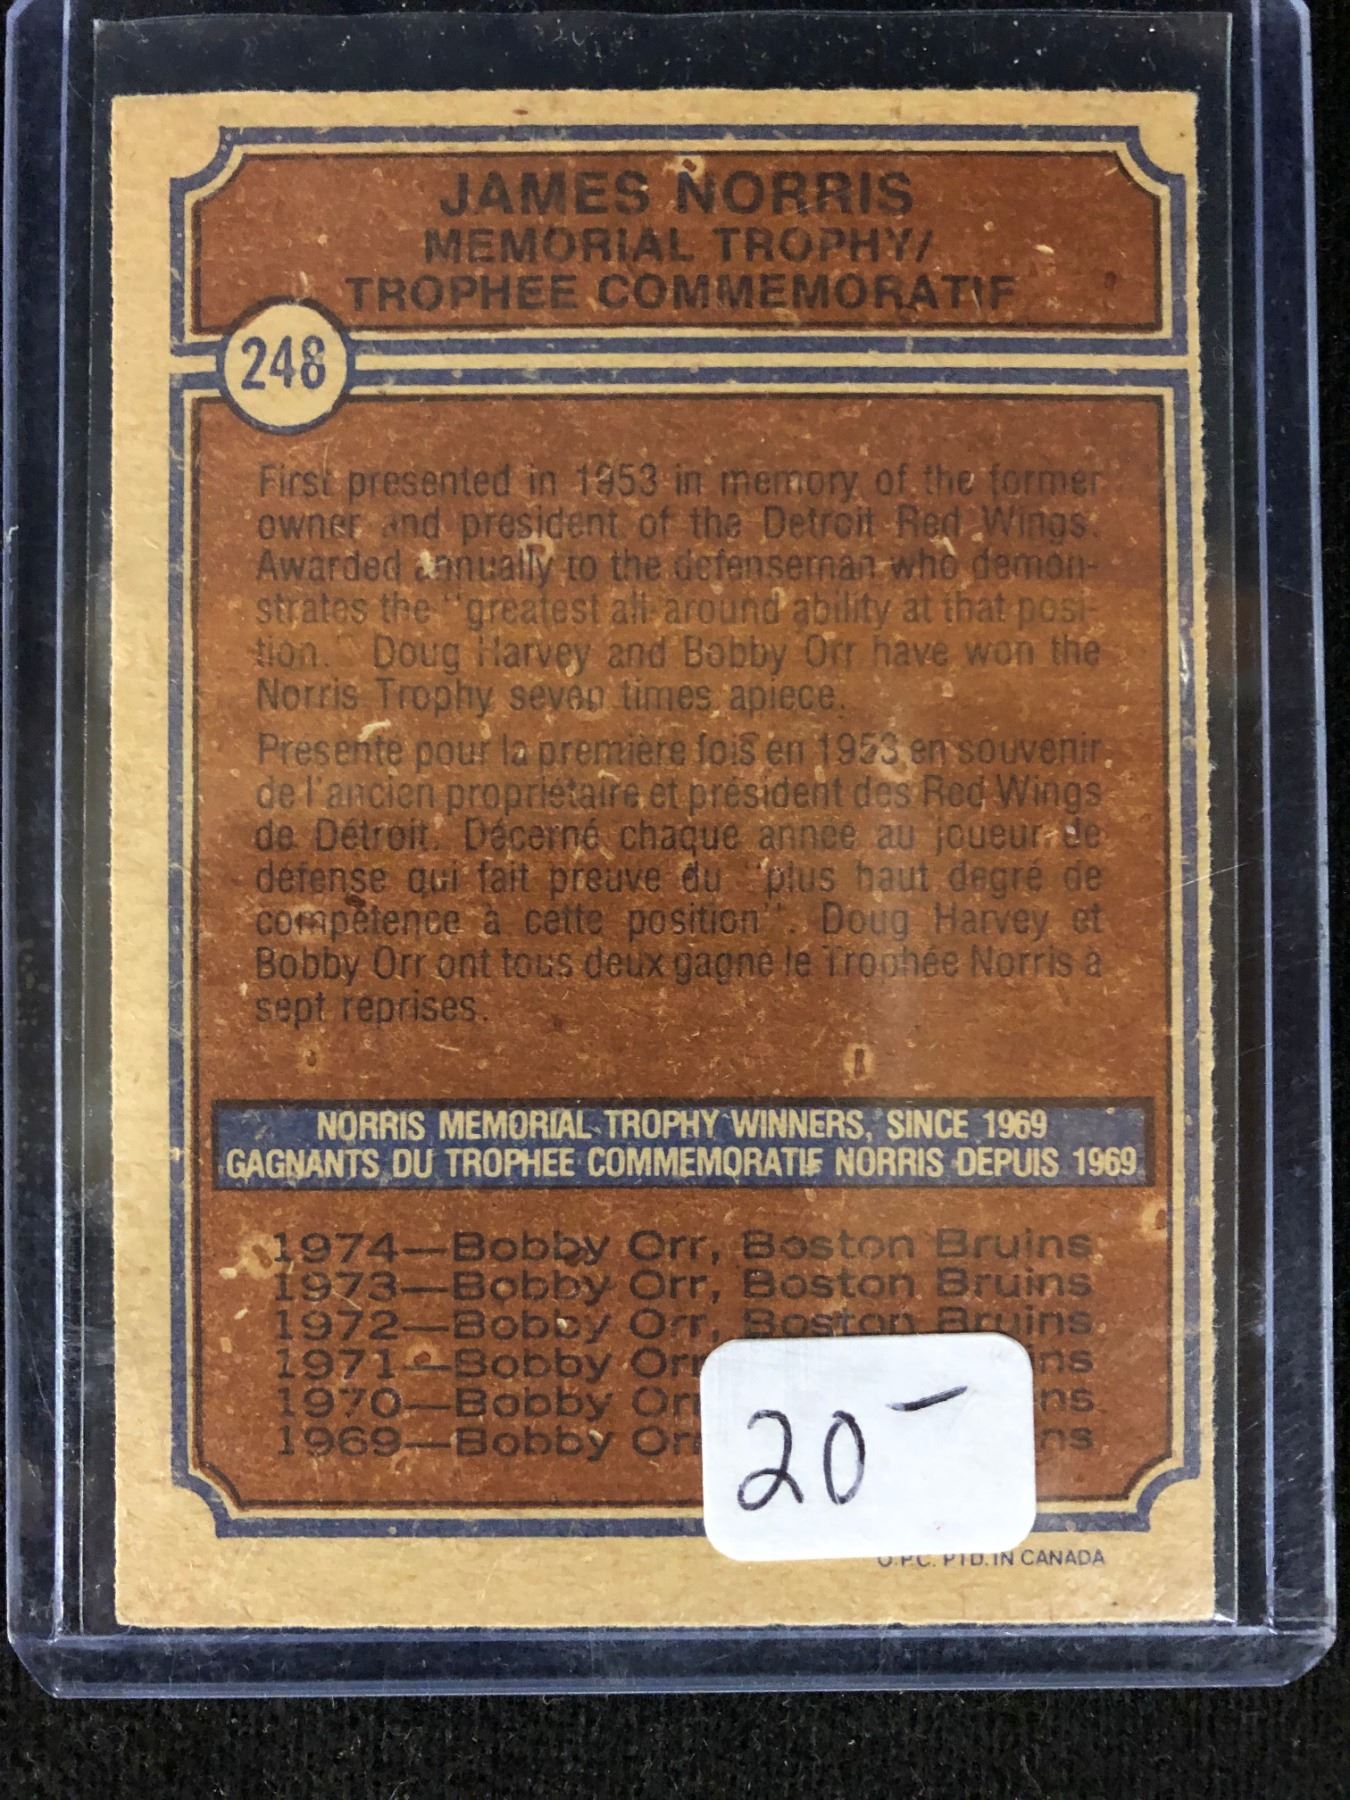 JAMES NORRIS
MEMORIAL TROPHY/
TROPHEE COMMEMORATIF
248
First presented in 1953 in memory of the former
owner and president of the Detroit Red Wings.
Awarded annually to the defenseman who demon-
strates the "greatest all-around ability at that posi-
tion." Doug Harvey and Bobby Orr have won the
Norris Trophy seven times apiece.
Presenté pour la première fois en 1953 en souvenir
de l'ancien propriétaire et président des Red Wings
de Détroit. Décerné chaque année au joueur de
défense qui fait preuve du "plus haut degré de
compétence à cette position". Doug Harvey et
Bobby Orr ont tous deux gagné le Trophée Norris à
sept reprises.
NORRIS MEMORIAL TROPHY WINNERS, SINCE 1969
GAGNANTS DU TROPHEE COMMEMORATIF NORRIS DEPUIS 1969
1974—Bobby Orr, Boston Bruins
1973—Bobby Orr, Boston Bruins
1972—Bobby Orr, Boston Bruins
1971—Bobby Orr
1970—Bobby Orr
1969—Bobby Orr
20-
O.P.C. PTD. IN CANADA